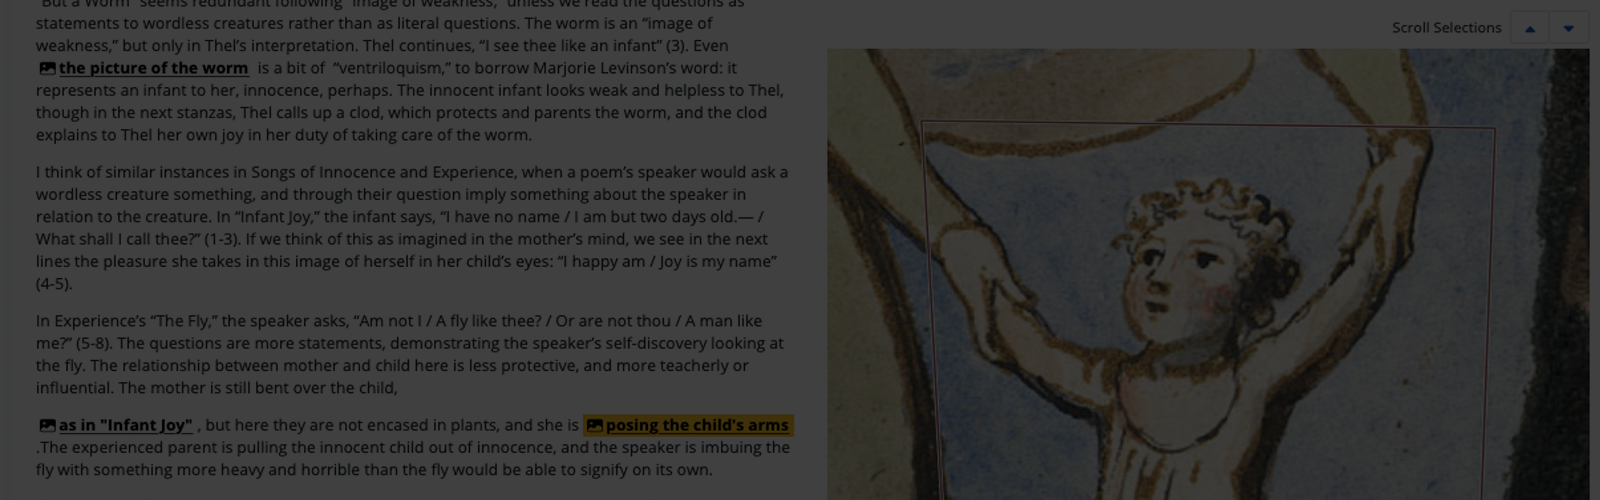 "But a Worm" seems redundant following "image of weakness," unless we read the questions as
statements to wordless creatures rather than as literal questions. The worm is an “image of
weakness,” but only in Thel’s interpretation. Thel continues, “I see thee like an infant” (3). Even
the picture of the worm is a bit of “ventriloquism,” to borrow Marjorie Levinson’s word: it
represents an infant to her, innocence, perhaps. The innocent infant looks weak and helpless to Thel,
though in the next stanzas, Thel calls up a clod, which protects and parents the worm, and the clod
explains to Thel her own joy in her duty of taking care of the worm.
I think of similar instances in Songs of Innocence and Experience, when a poem’s speaker would ask a
wordless creature something, and through their question imply something about the speaker in
relation to the creature. In “Infant Joy,” the infant says, “I have no name / I am but two days old.— /
What shall I call thee?” (1-3). If we think of this as imagined in the mother’s mind, we see in the next
lines the pleasure she takes in this image of herself in her child’s eyes: “I happy am / Joy is my name”
(4-5).
In Experience’s “The Fly,” the speaker asks, “Am not I / A fly like thee? / Or are not thou / A man like
me?” (5-8). The questions are more statements, demonstrating the speaker’s self-discovery looking at
the fly. The relationship between mother and child here is less protective, and more teacherly or
influential. The mother is still bent over the child,
as in "Infant Joy" , but here they are not encased in plants, and she is posing the child's arms
.The experienced parent is pulling the innocent child out of innocence, and the speaker is imbuing the
fly with something more heavy and horrible than the fly would be able to signify on its own.
Scroll Selections